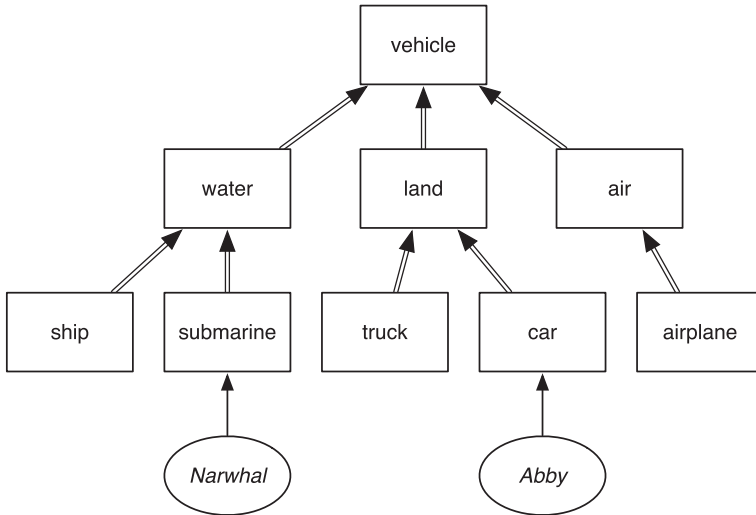 vehicle
water
land
air
ship
submarine
truck
car
airplane
Narwhal
Abby